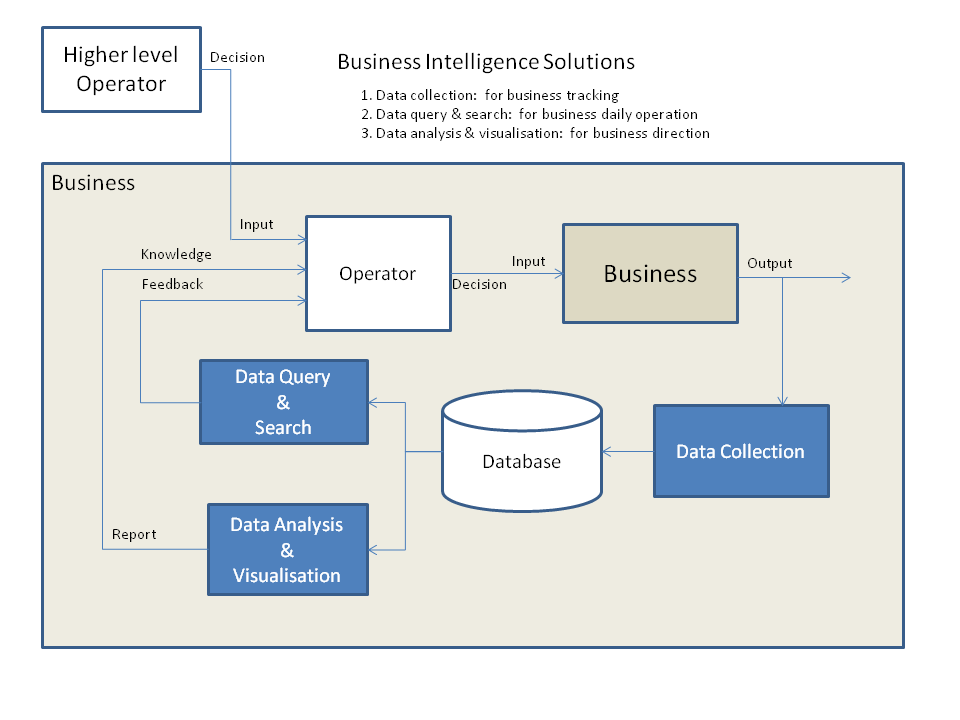 Higher level
Operator
Decision
Business Intelligence Solutions
1. Data collection: for business tracking
2. Data query & search: for business daily operation
3. Data analysis & visualisation: for business direction
Business
Input
Knowledge
Feedback
Operator
Input
Decision
Business
Output
Data Query
&
Search
Database
Data Collection
Data Analysis
&
Visualisation
Report